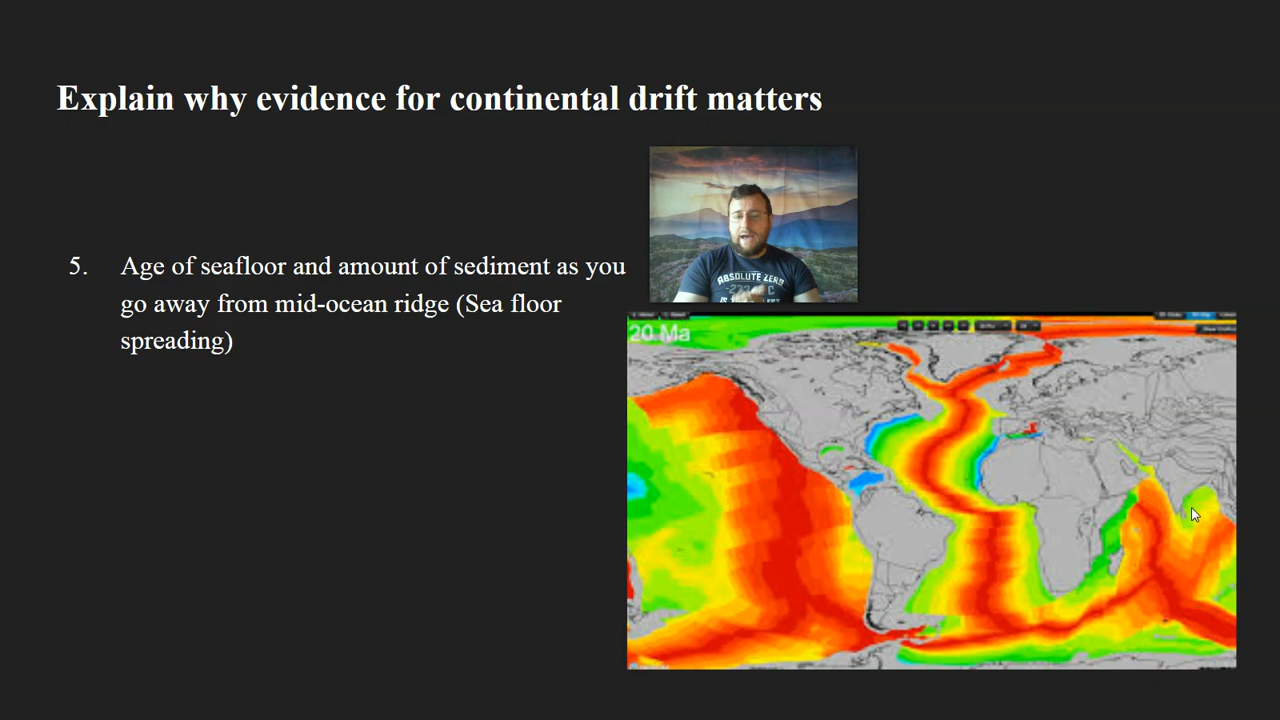 Explain why evidence for continental drift matters
ABSOLUTE ZERO
5. Age of seafloor and amount of sediment as you
go away from mid-ocean ridge (Sea floor
spreading)
20 Ma